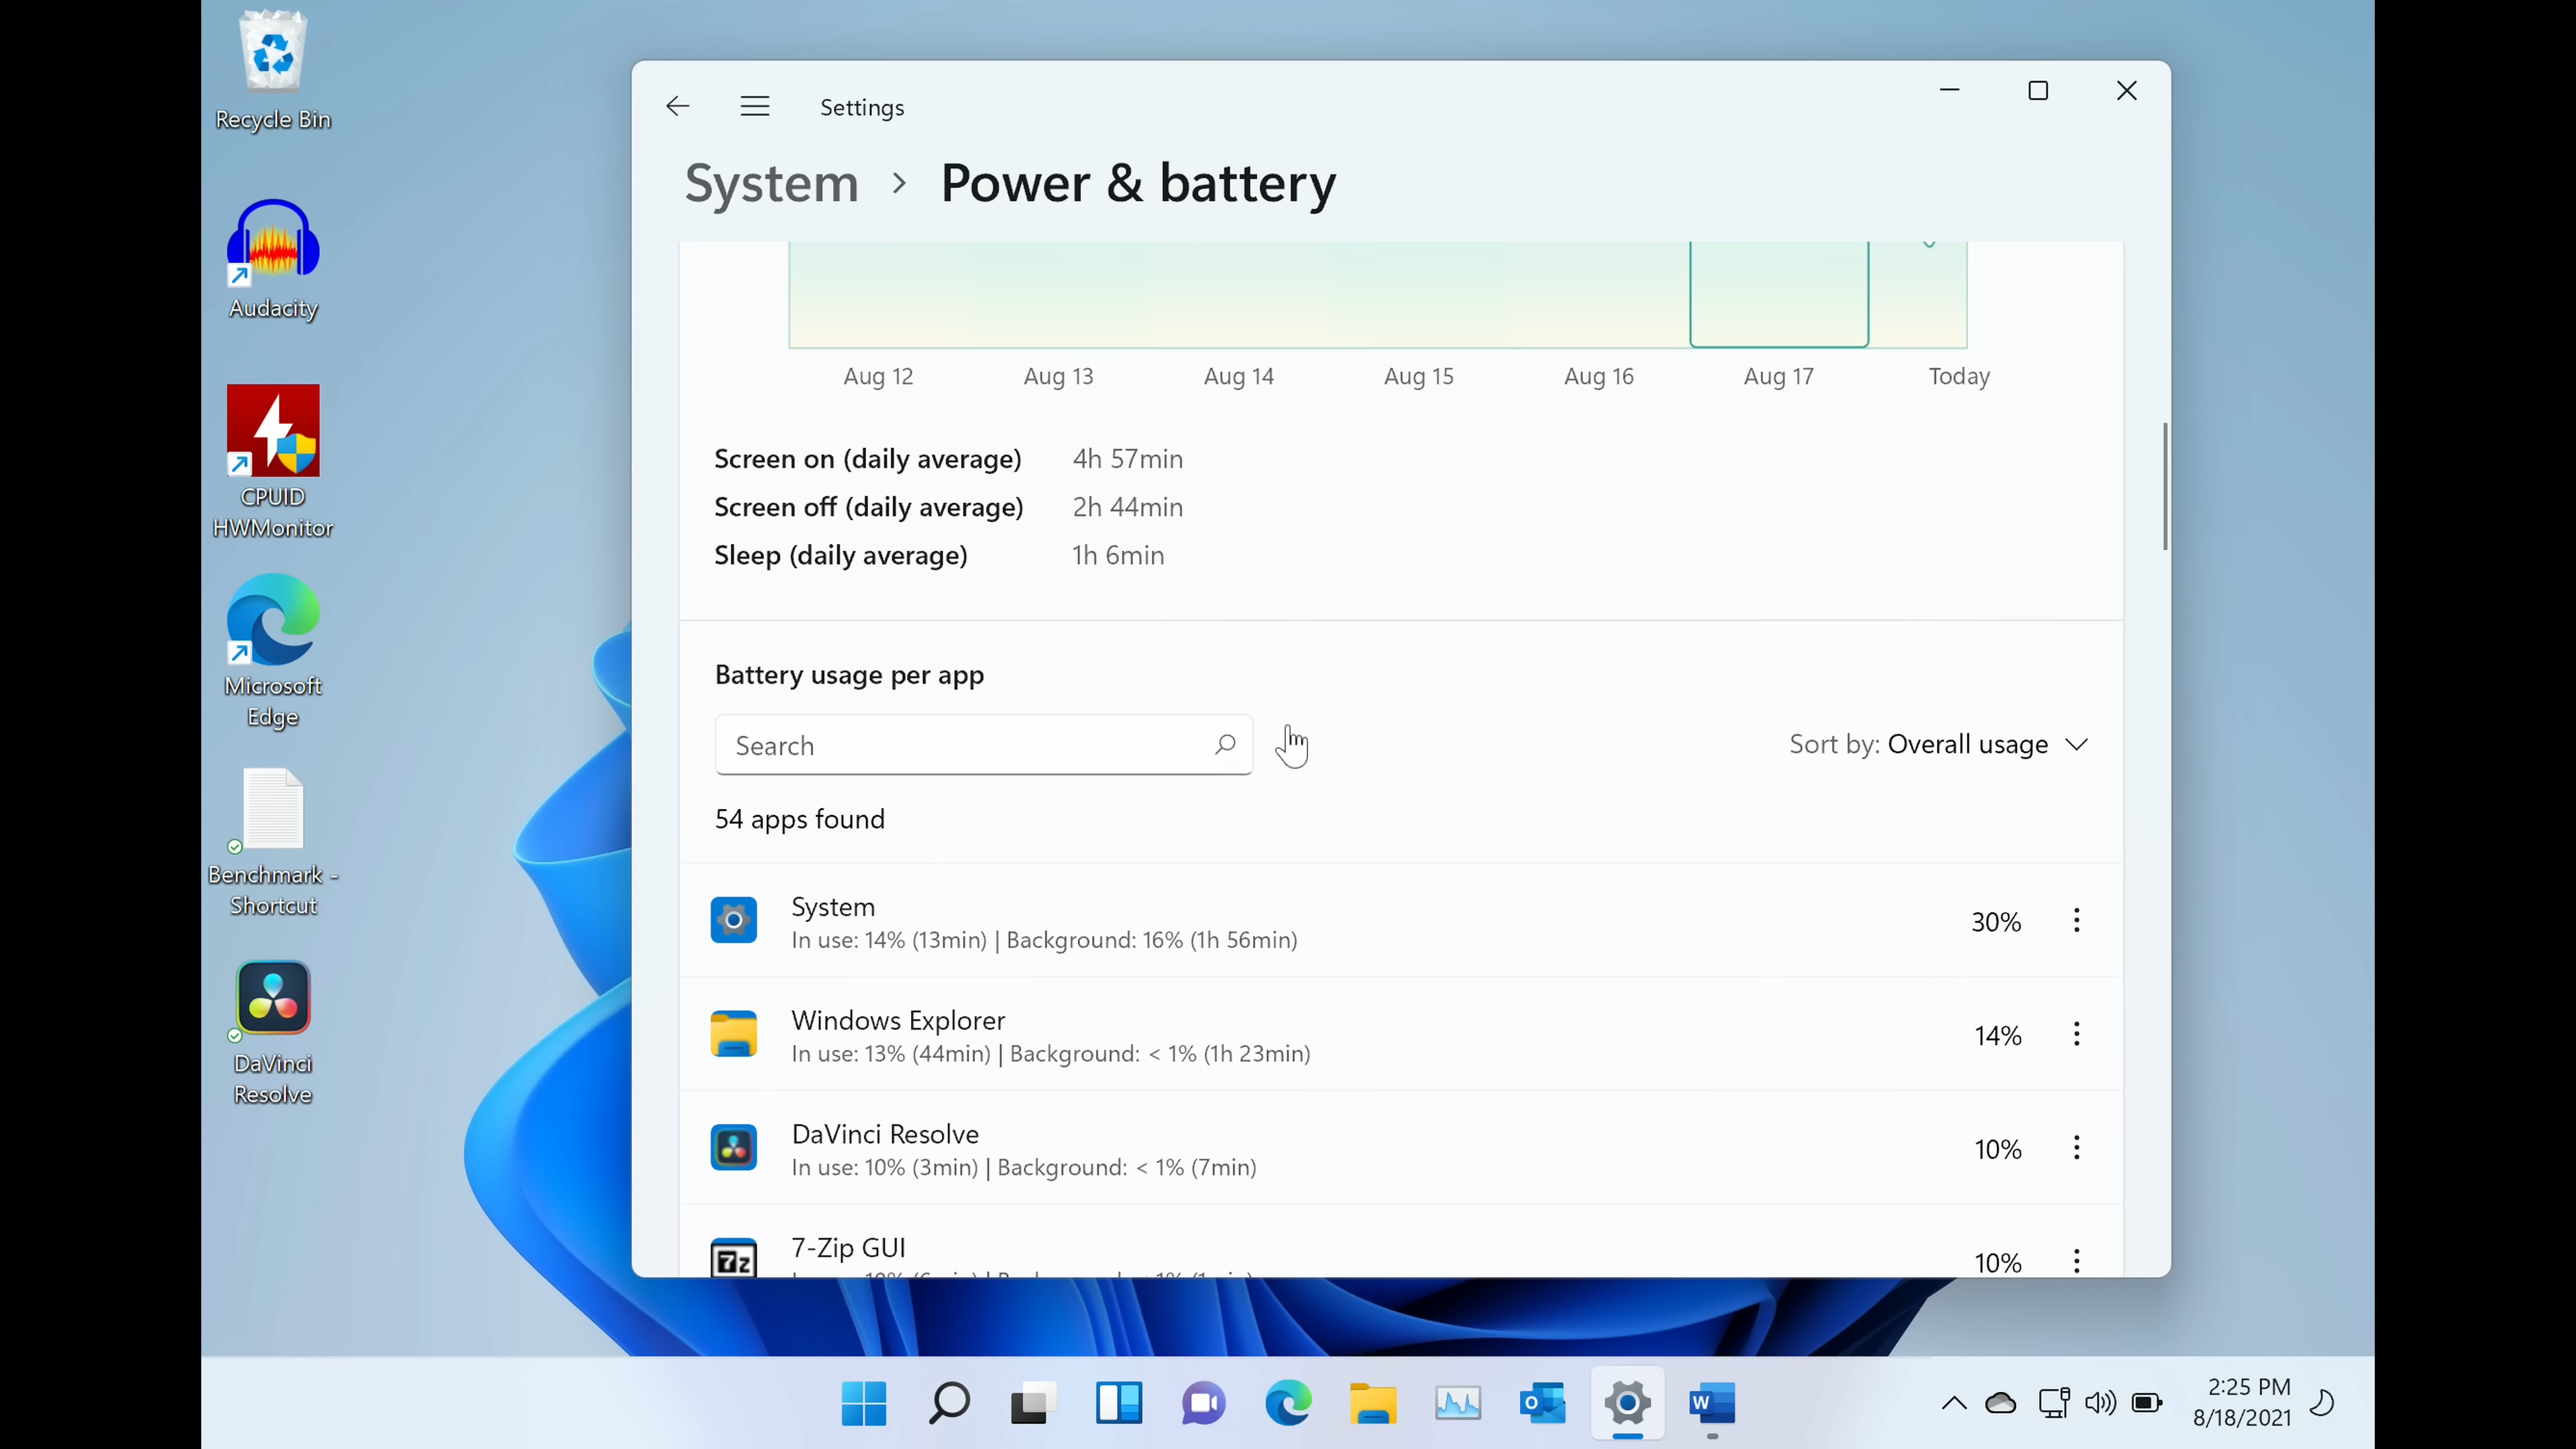 Recycle Bin
Audacity
CPUID
HWMonitor
Microsoft
Edge
Benchmark -
Shortcut
DaVinci
Resolve
Settings
System > Power & battery
Aug 12 Aug 13 Aug 14 Aug 15 Aug 16 Aug 17 Today
Screen on (daily average) 4h 57min
Screen off (daily average) 2h 44min
Sleep (daily average) 1h 6min
Battery usage per app
Search
Sort by: Overall usage
54 apps found
System
In use: 14% (13min) | Background: 16% (1h 56min)
30%
Windows Explorer
In use: 13% (44min) | Background: < 1% (1h 23min)
14%
DaVinci Resolve
In use: 10% (3min) | Background: < 1% (7min)
10%
7z
7-Zip GUI
10%
2:25 PM
8/18/2021